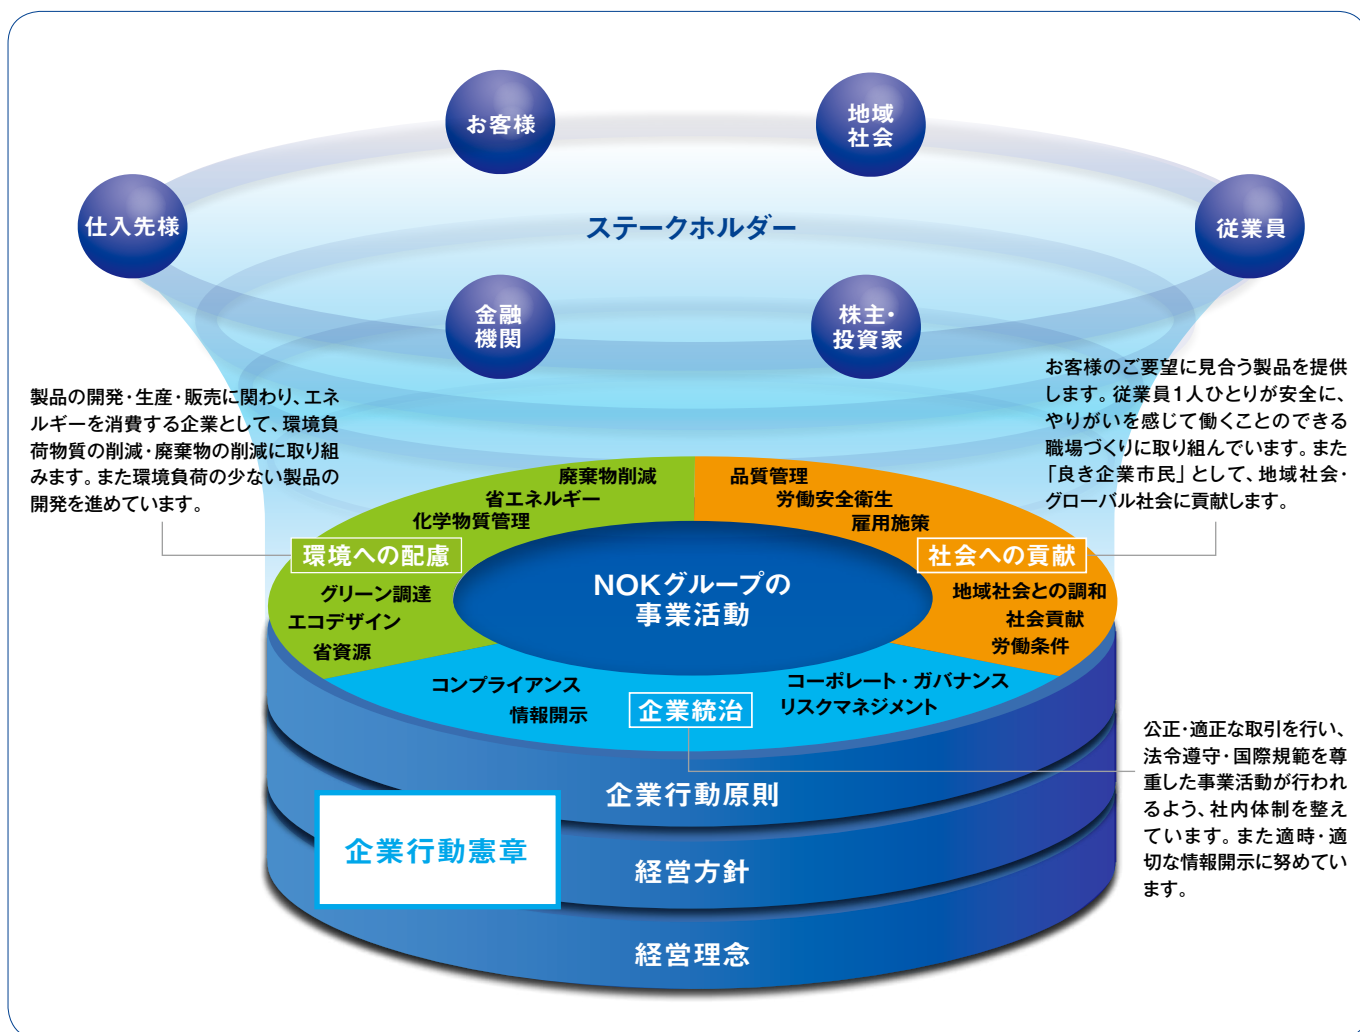 お客様
地域
社会
仕入先様
ステークホルダー
従業員
金融
機関
株主・
投資家
製品の開発・生産・販売に関わり、エネ
ルギーを消費する企業として、環境負
荷物質の削減・廃棄物の削減に取り組
みます。また環境負荷の少ない製品の
開発を進めています。
お客様のご要望に見合う製品を提供
します。従業員1人ひとりが安全に、
やりがいを感じて働くことのできる
職場づくりに取り組んでいます。また
「良き企業市民」として、地域社会・
グローバル社会に貢献します。
廃棄物削減
省エネルギー
化学物質管理
環境への配慮
グリーン調達
エコデザイン
省資源
品質管理
労働安全衛生
雇用施策
社会への貢献
地域社会との調和
社会貢献
労働条件
NOKグループの
事業活動
コンプライアンス
情報開示
企業統治
コーポレート・ガバナンス
リスクマネジメント
公正・適正な取引を行い、
法令遵守・国際規範を尊
重した事業活動が行われ
るよう、社内体制を整え
ています。また適時・適
切な情報開示に努めてい
ます。
企業行動原則
企業行動憲章
経営方針
経営理念